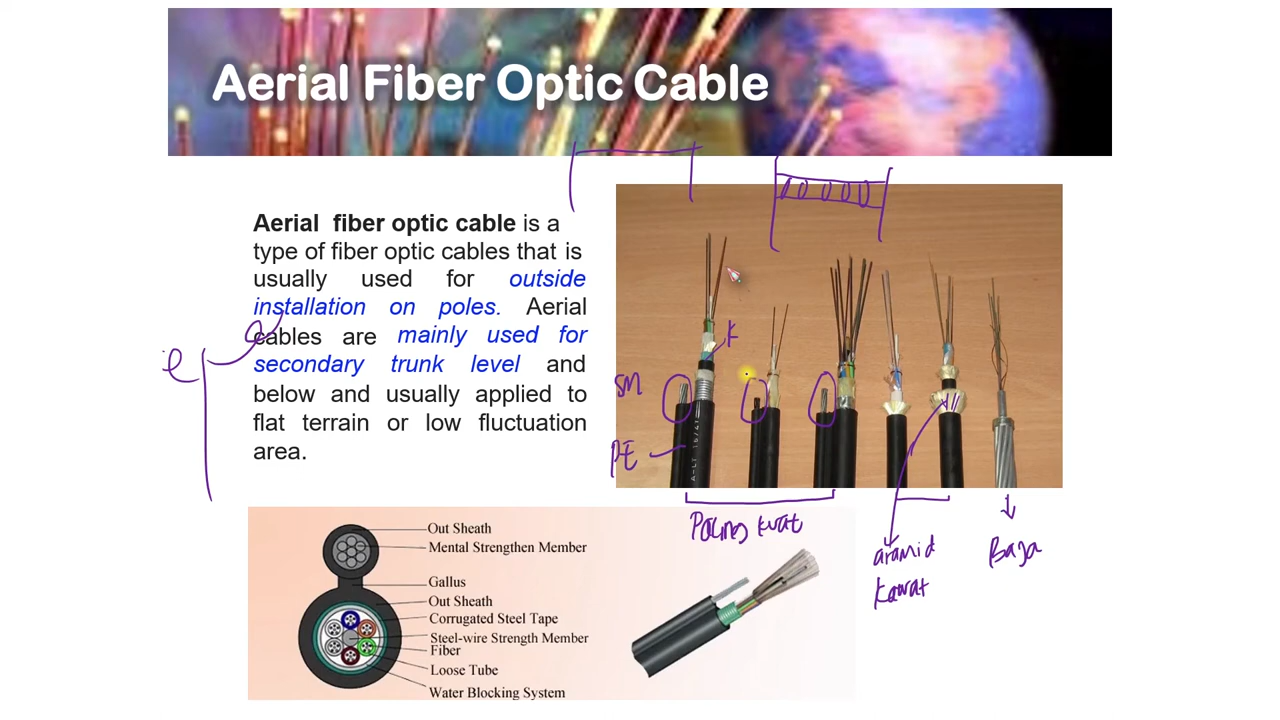 Aerial Fiber Optic Cable
Aerial fiber optic cable is a
type of fiber optic cables that is
usually used for outside
installation on poles. Aerial
cables are mainly used for
secondary trunk level and
below and usually applied to
flat terrain or low fluctuation
area.
K
SM
PE
Paling kuat
aramid
kawat
Baja
Out Sheath
Mental Strengthen Member
Gallus
Out Sheath
Corrugated Steel Tape
Steel-wire Strength Member
Fiber
Loose Tube
Water Blocking System